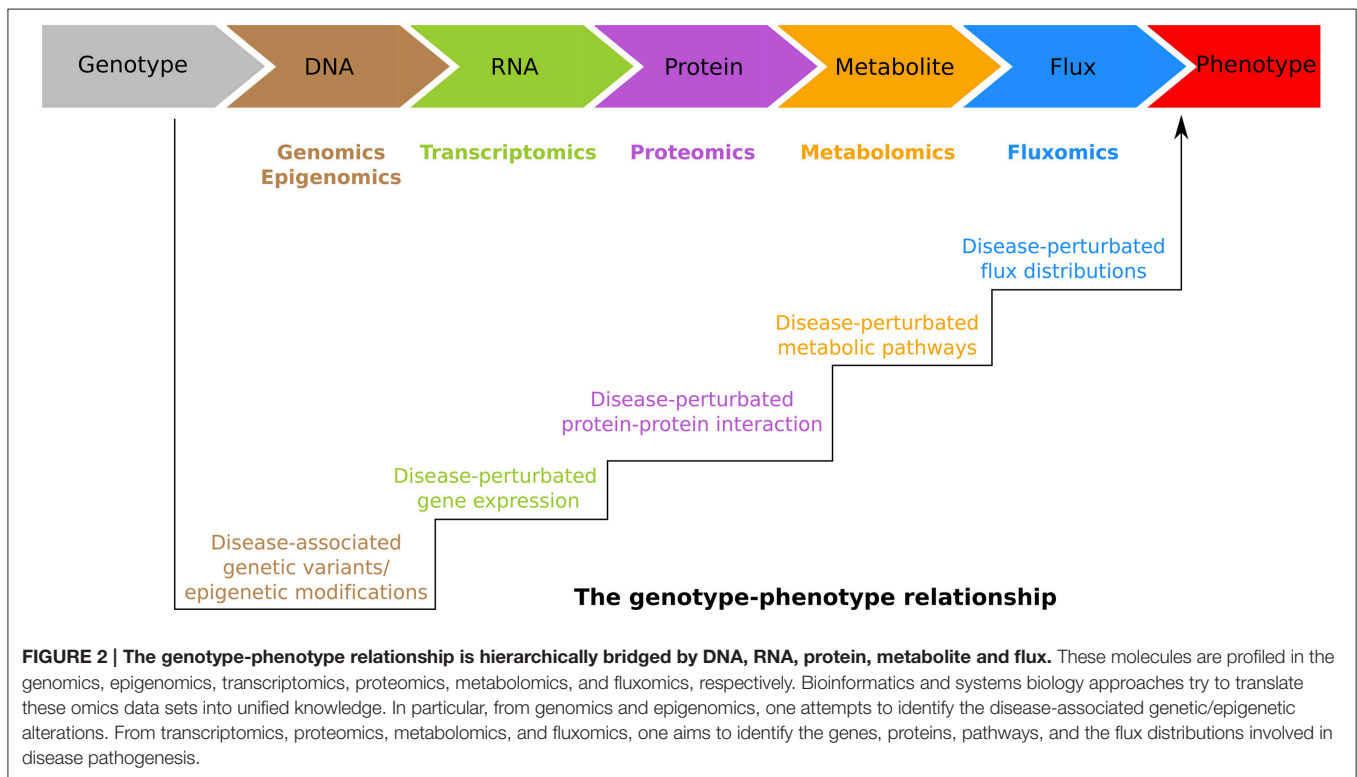 Genotype
DNA
RNA
Protein
Metabolite
Flux
Phenotype
Genomics
Epigenomics
Transcriptomics
Proteomics
Metabolomics
Fluxomics
Disease-perturbated
flux distributions
Disease-perturbated
metabolic pathways
Disease-perturbated
protein-protein interaction
Disease-perturbated
gene expression
Disease-associated
genetic variants/
epigenetic modifications
The genotype-phenotype relationship
FIGURE 2 | The genotype-phenotype relationship is hierarchically bridged by DNA, RNA, protein, metabolite and flux. These molecules are profiled in the
genomics, epigenomics, transcriptomics, proteomics, metabolomics, and fluxomics, respectively. Bioinformatics and systems biology approaches try to translate
these omics data sets into unified knowledge. In particular, from genomics and epigenomics, one attempts to identify the disease-associated genetic/epigenetic
alterations. From transcriptomics, proteomics, metabolomics, and fluxomics, one aims to identify the genes, proteins, pathways, and the flux distributions involved in
disease pathogenesis.